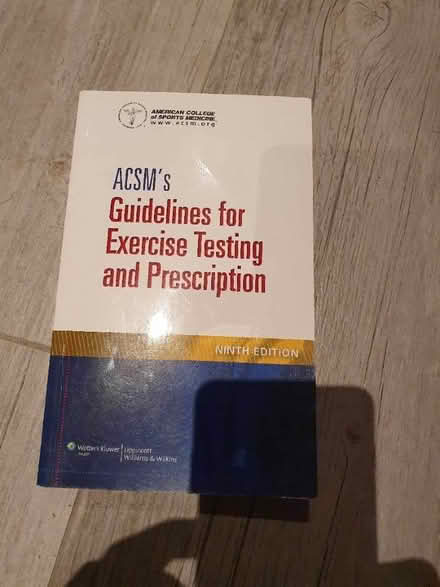 AMERICAN COLLEGE
of SPORTS MEDICINE
www.acsm.org
ACSM's
Guidelines for
Exercise Testing
and Prescription
NINTH EDITION
Wolters Kluwer
Health
Lippincott
Williams & Wilkins